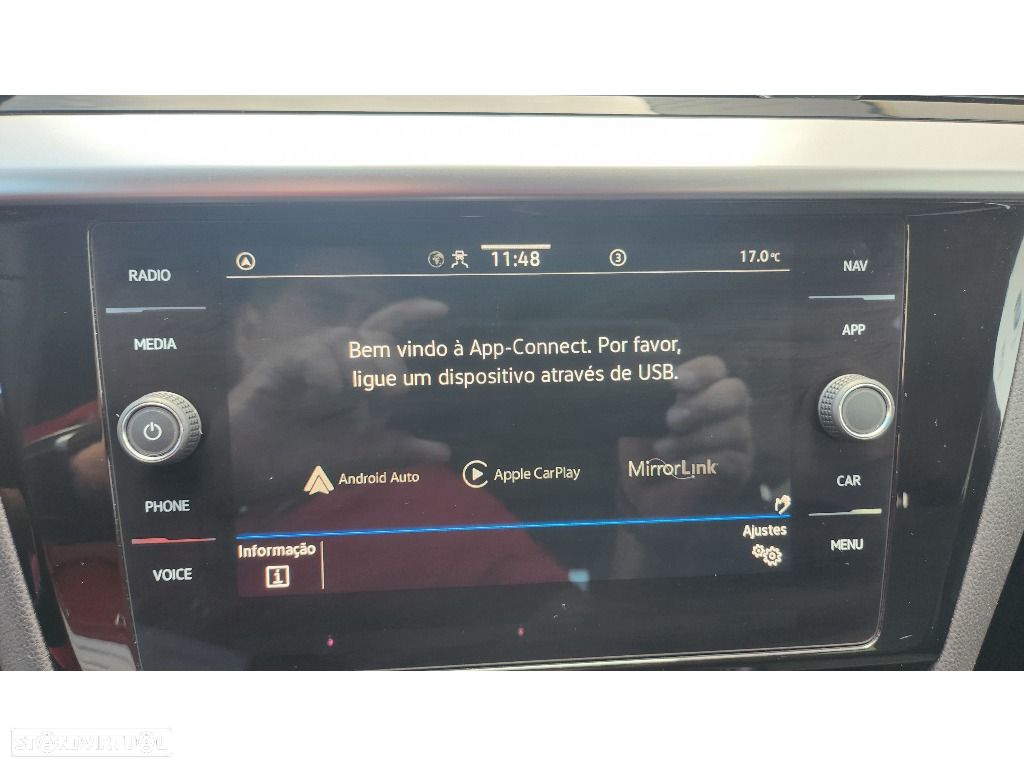 RADIO
MEDIA
PHONE
VOICE
11:48
3
17.0°C
Bem vindo à App-Connect. Por favor,
ligue um dispositivo através de USB.
Android Auto
Apple CarPlay
MirrorLink
Informação
i
Ajustes
NAV
APP
CAR
MENU
STANDVIRTUAL